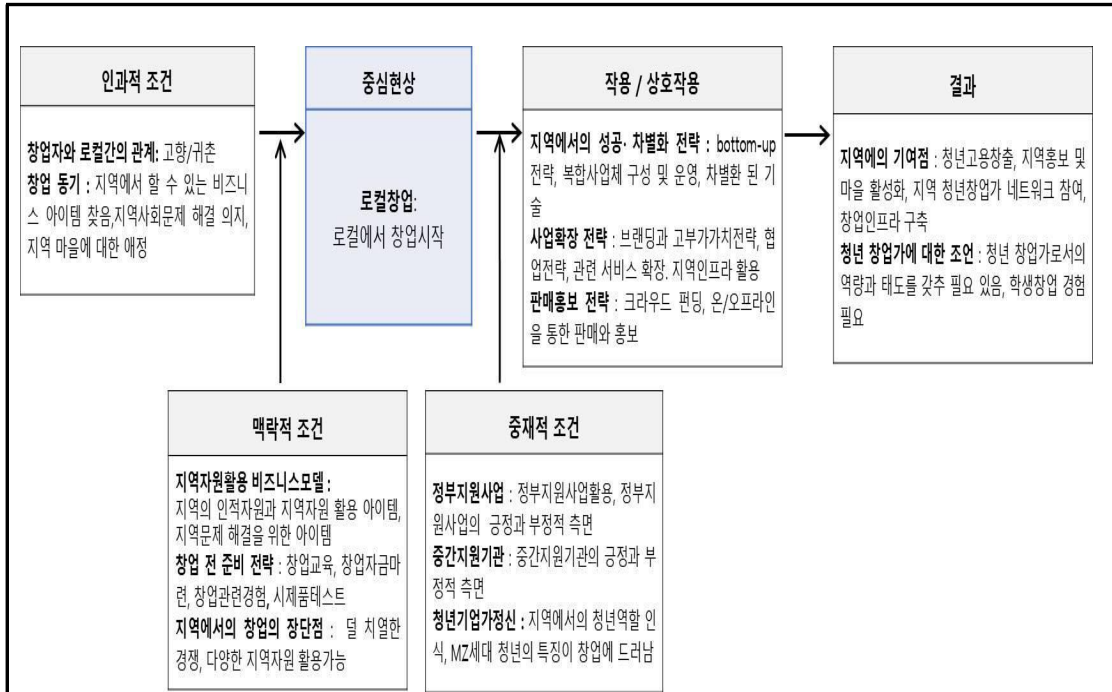 인과적 조건
창업자와 로컬간의 관계: 고향/귀촌
창업 동기 : 지역에서 할 수 있는 비즈니
스 아이템 찾음,지역사회문제 해결 의지,
지역 마을에 대한 애정
중심현상
로컬창업:
로컬에서 창업시작
작용 / 상호작용
지역에서의 성공· 차별화 전략 : bottom-up
전략, 복합사업체 구성 및 운영, 차별환 된 기
술
사업확장 전략 : 브랜딩과 고부가가치전략, 협
업전략, 관련 서비스 확장. 지역인프라 활용
판매홍보 전략 : 크라우드 펀딩, 온/오프라인
을 통한 판매와 홍보
결과
지역에의 기여점 : 청년고용창출, 지역홍보 및
마을 활성화, 지역 청년창업가 네트워크 참여,
창업인프라 구축
청년 창업가에 대한 조언 : 청년 창업가로서의
역량과 태도를 갖추 필요 있음, 학생창업 경험
필요
맥락적 조건
지역자원활용 비즈니스모델 :
지역의 인적자원과 지역자원 활용 아이템,
지역문제 해결을 위한 아이템
창업 전 준비 전략 : 창업교육, 창업자금마
련, 창업관련경험, 시제품테스트
지역에서의 창업의 장단점 : 덜 치열한
경쟁, 다양한 지역자원 활용가능
중재적 조건
정부지원사업 : 정부지원사업활용, 정부지
원사업의 긍정과 부정적 측면
중간지원기관 : 중간지원기관의 긍정과 부
정적 측면
청년기업가정신 : 지역에서의 청년역할 인
식, MZ세대 청년의 특징이 창업에 드러남